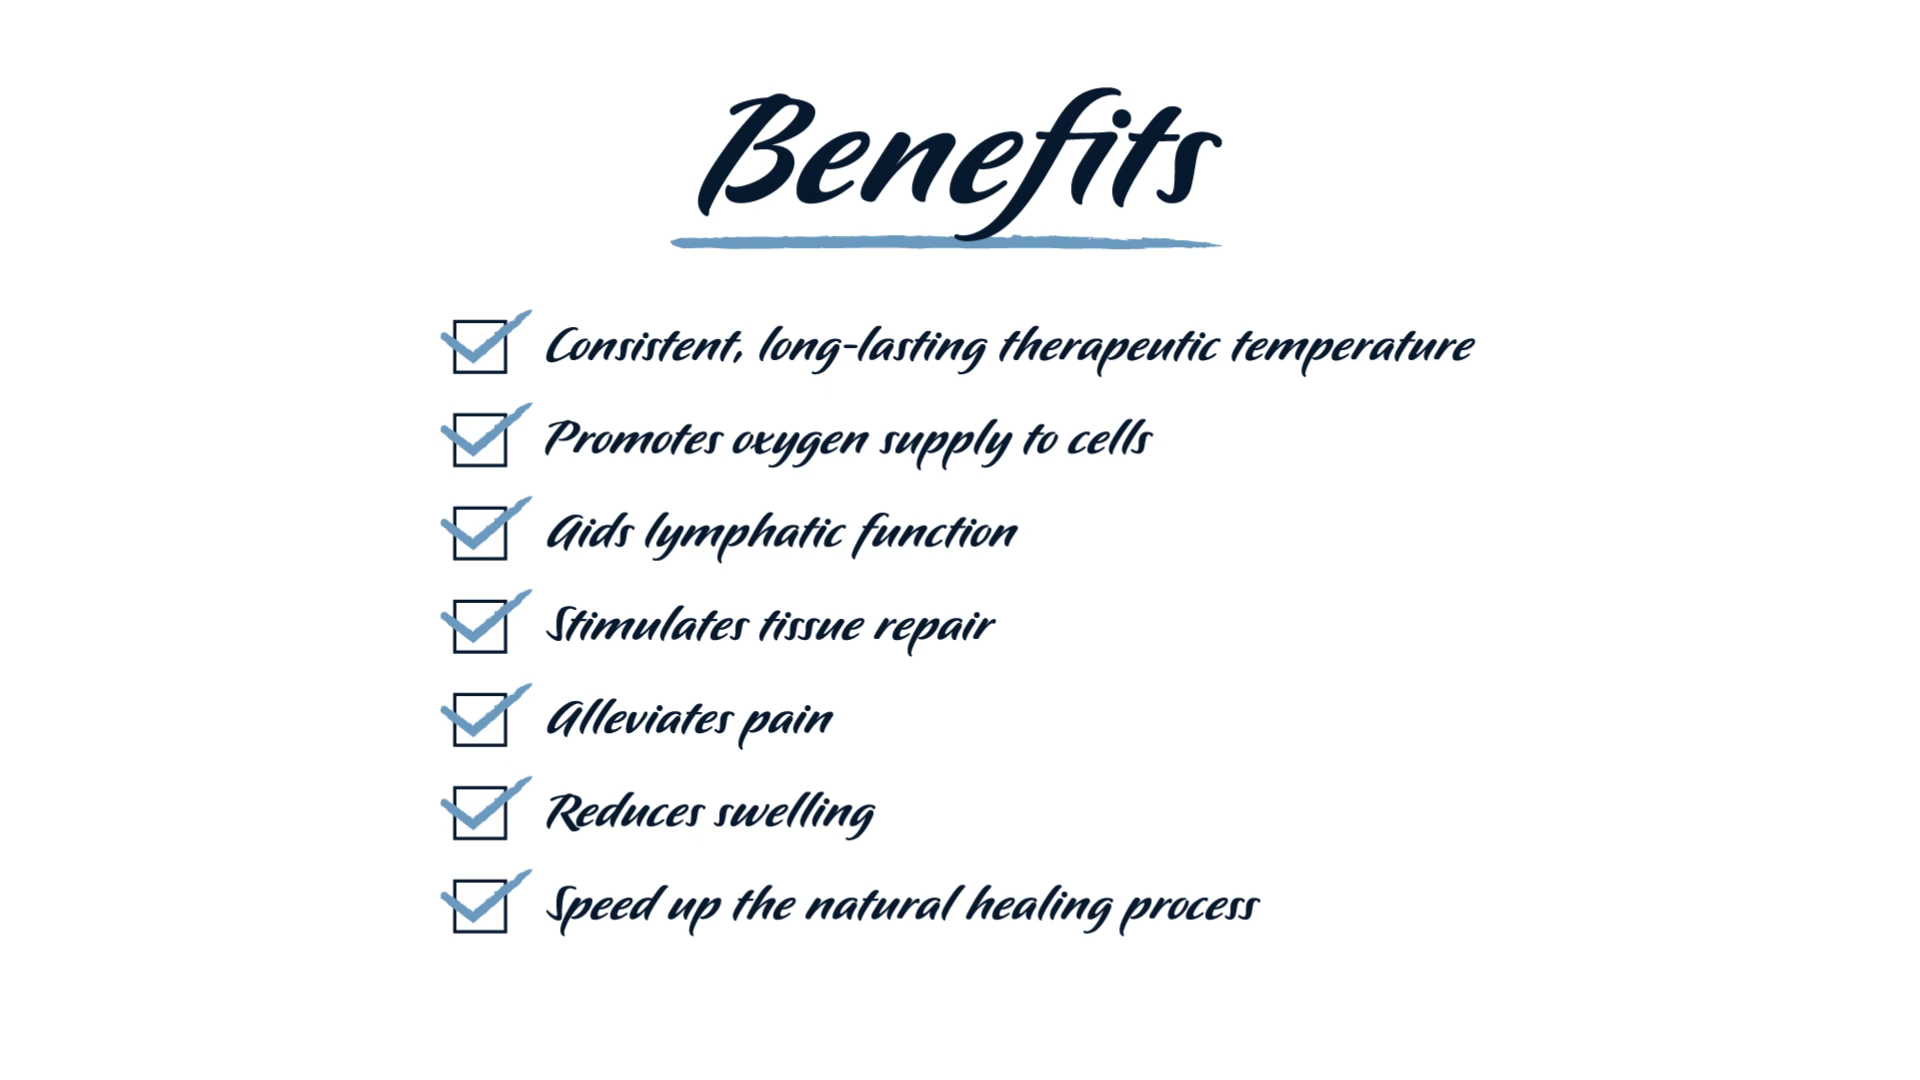 Benefits
Consistent, long-lasting therapeutic temperature
Promotes oxygen supply to cells
Aids lymphatic function
Stimulates tissue repair
Alleviates pain
Reduces swelling
Speed up the natural healing process